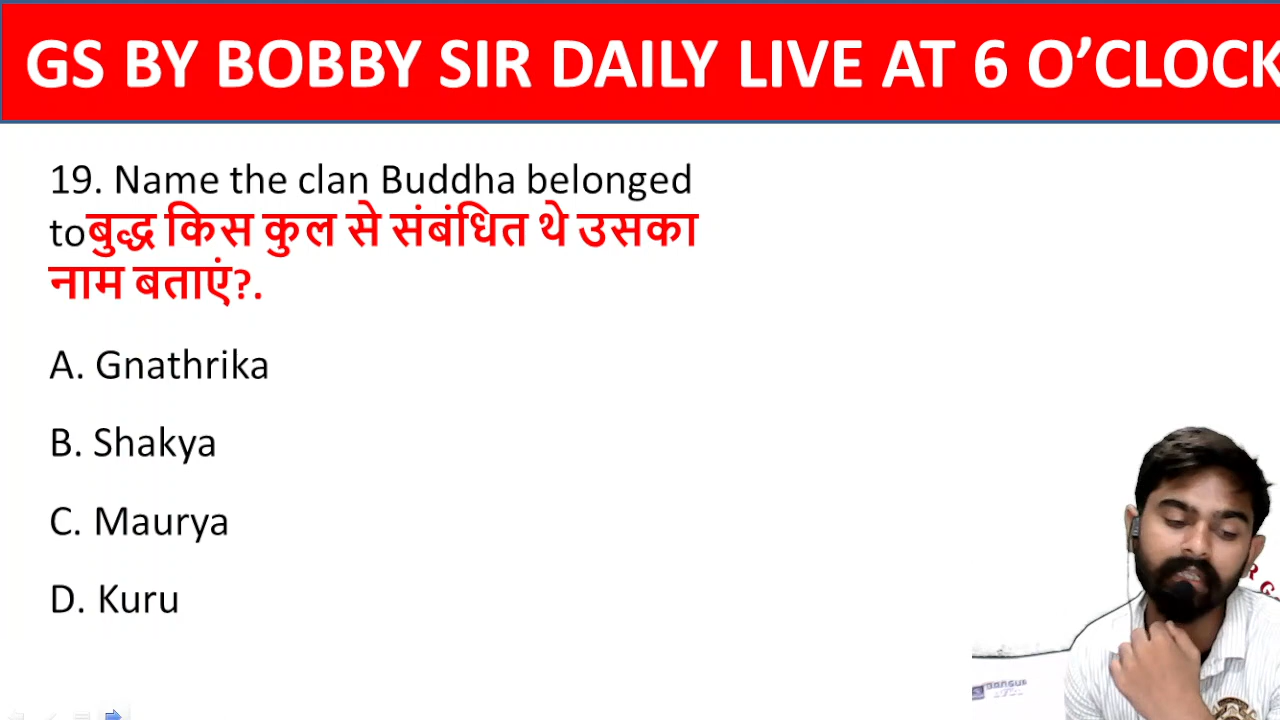 GS BY BOBBY SIR DAILY LIVE AT 6 O’CLOCK
19. Name the clan Buddha belonged
toबुद्ध किस कुल से संबंधित थे उसका
नाम बताएं?.
A. Gnathrika
B. Shakya
C. Maurya
D. Kuru